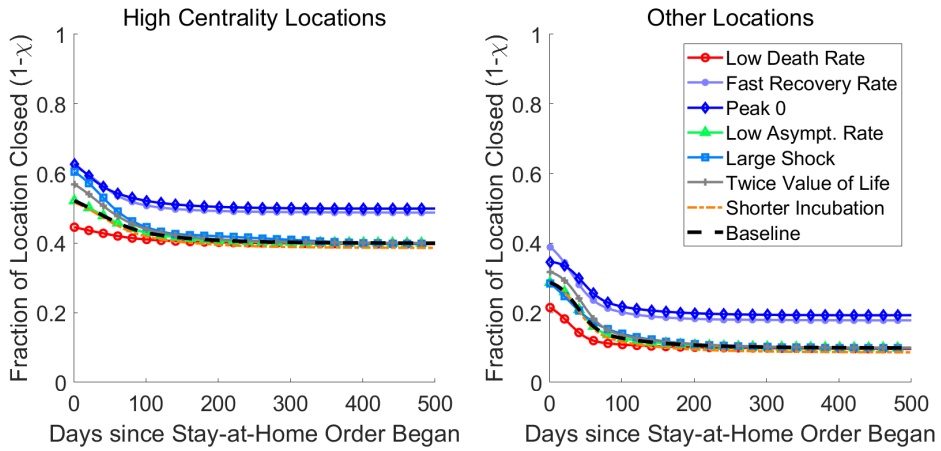 High Centrality Locations
Fraction of Location Closed (1-χ)
1
0.8
0.6
0.4
0.2
0
0 100 200 300 400 500
Days since Stay-at-Home Order Began
Other Locations
Fraction of Location Closed (1-χ)
1
0.8
0.6
0.4
0.2
0
0 100 200 300 400 500
Days since Stay-at-Home Order Began
Low Death Rate
Fast Recovery Rate
Peak 0
Low Asympt. Rate
Large Shock
Twice Value of Life
Shorter Incubation
Baseline